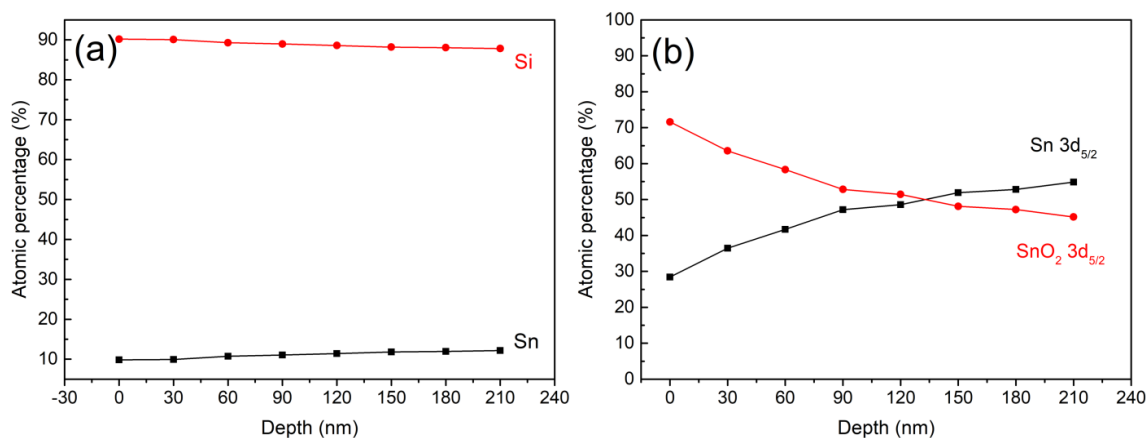 (a)
Si
Sn
Atomic percentage (%)
90
80
70
60
50
40
30
20
10
-30 0 30 60 90 120 150 180 210 240
Depth (nm)
(b)
Sn 3d5/2
SnO2 3d5/2
Atomic percentage (%)
100
90
80
70
60
50
40
30
20
10
0
0 30 60 90 120 150 180 210 240
Depth (nm)